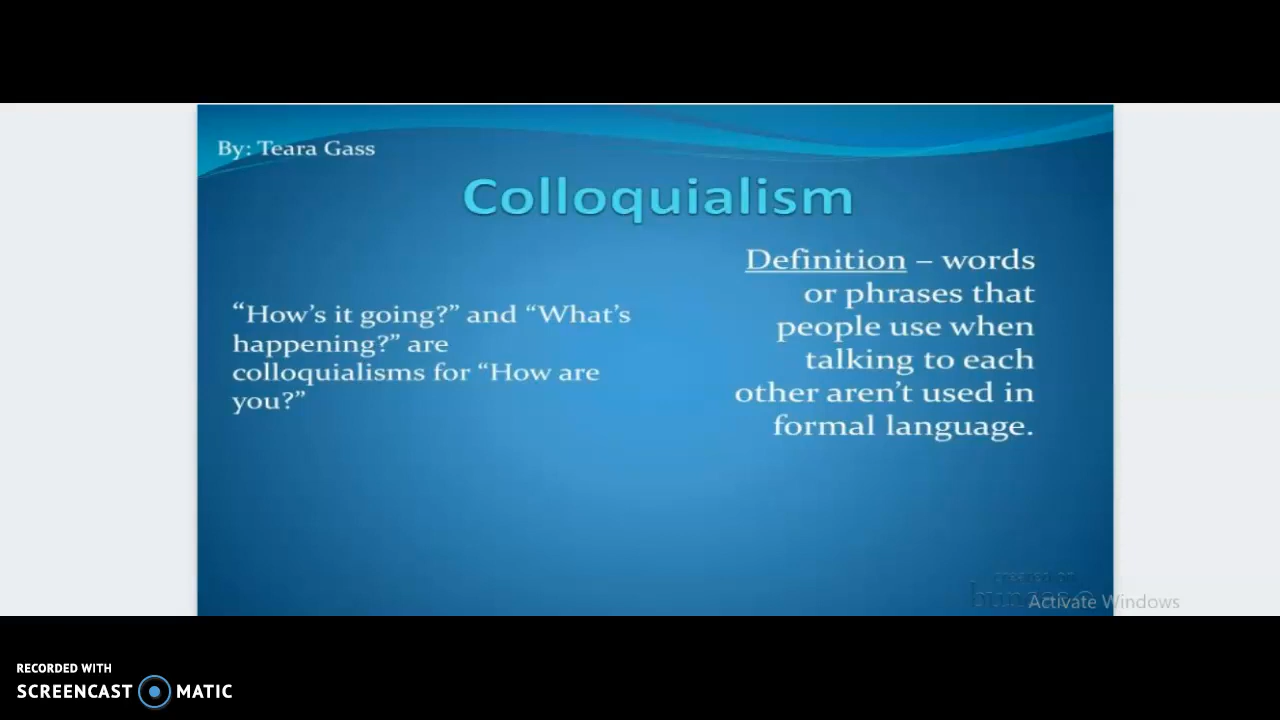 By: Teara Gass
Colloquialism
“How’s it going?” and “What’s
happening?” are
colloquialisms for “How are
you?”
Definition – words
or phrases that
people use when
talking to each
other aren’t used in
formal language.
created on
Activate Windows
RECORDED WITH
SCREENCAST MATIC